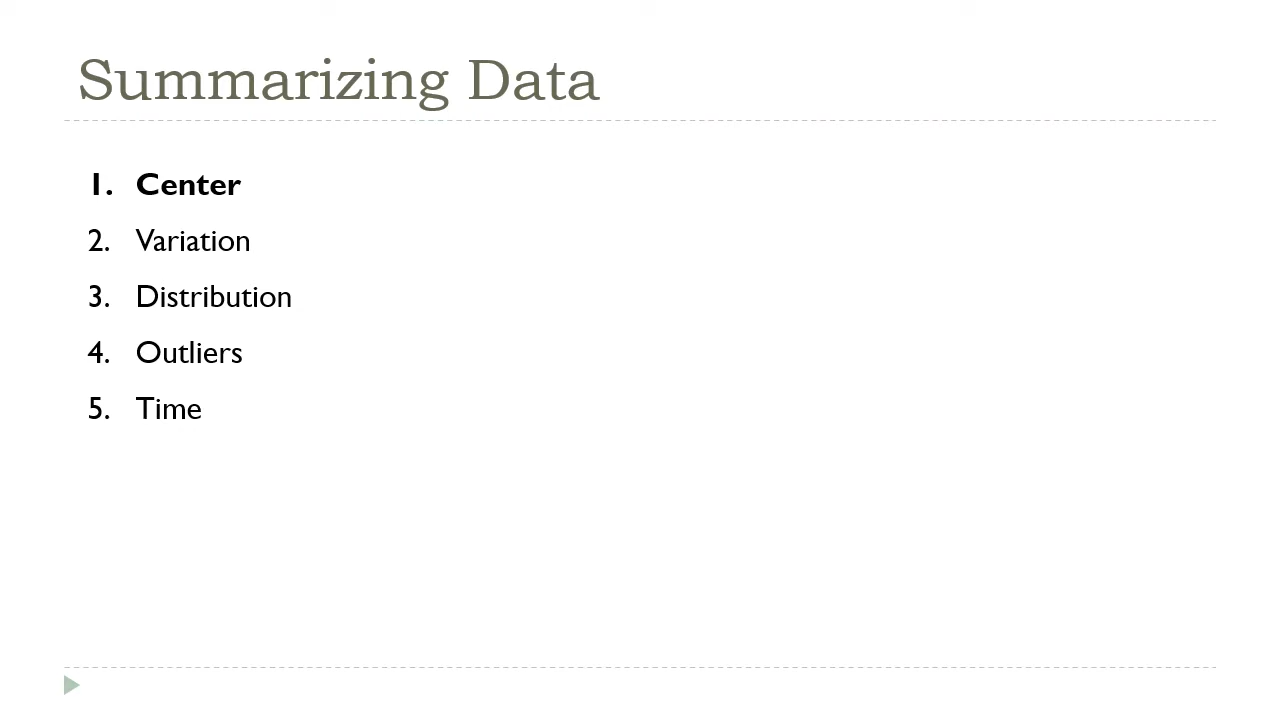 Summarizing Data
1. Center
2. Variation
3. Distribution
4. Outliers
5. Time